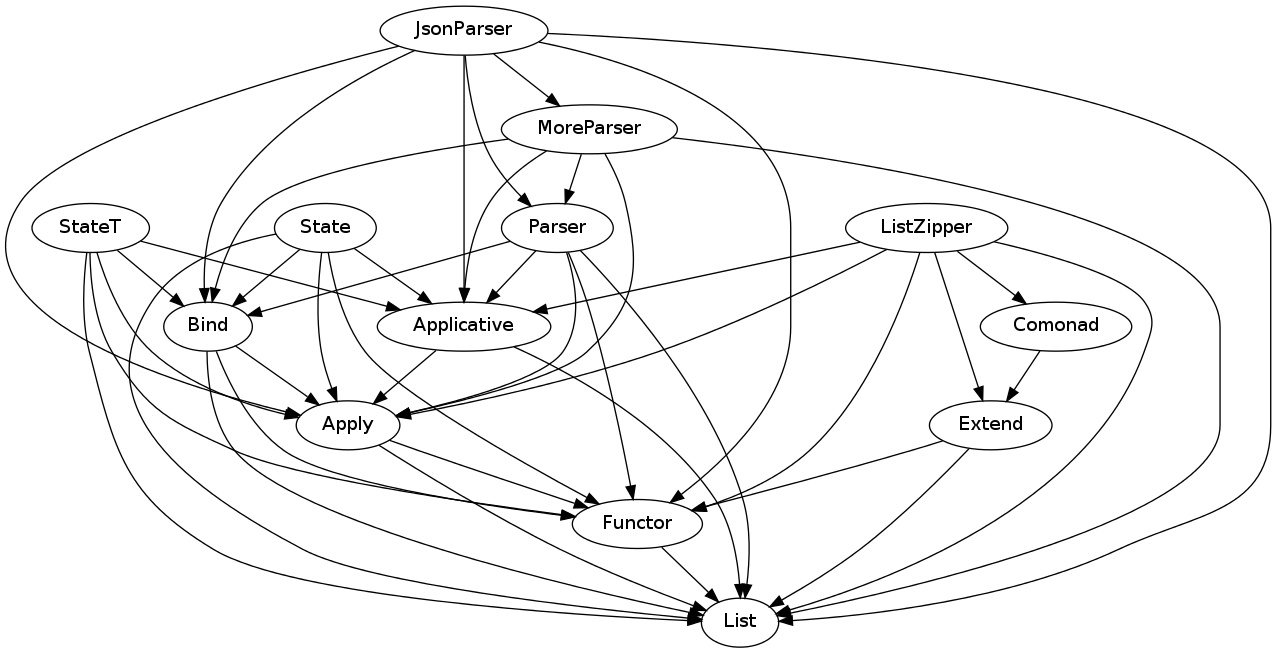 JsonParser
MoreParser
StateT
State
Parser
ListZipper
Bind
Applicative
Comonad
Apply
Extend
Functor
List